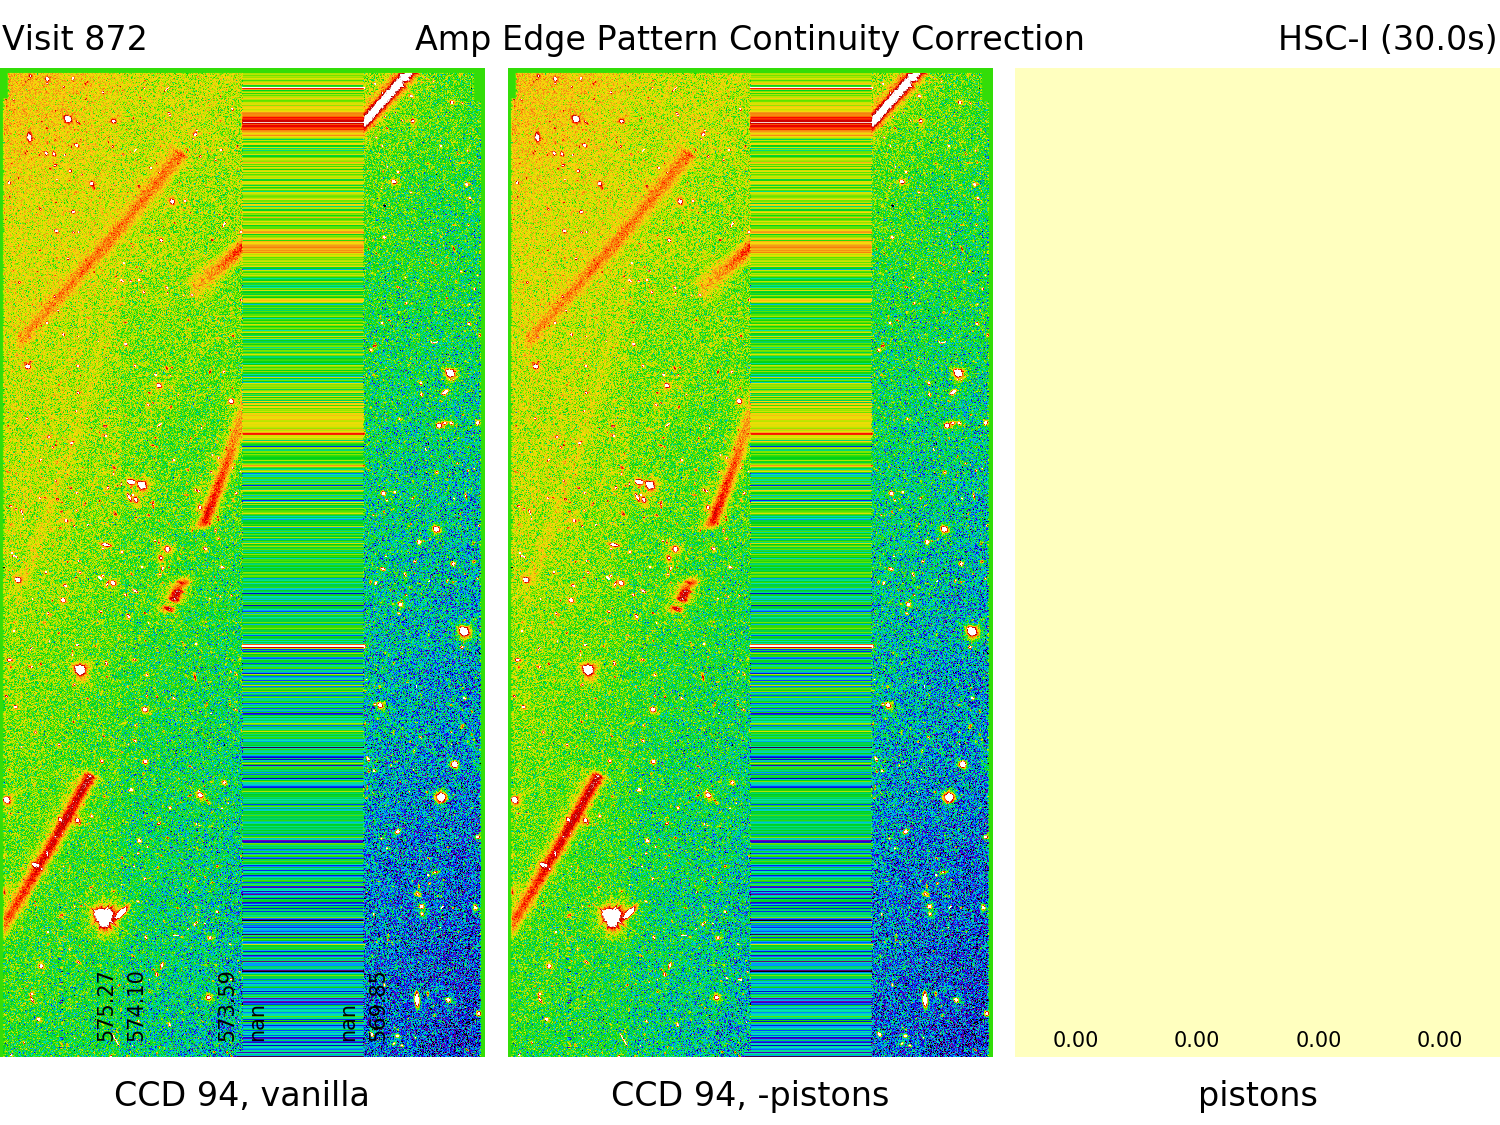 Visit 872
Amp Edge Pattern Continuity Correction
HSC-I (30.0s)
575.27
574.10
573.59
nan
nan
569.85
0.00
0.00
0.00
0.00
CCD 94, vanilla
CCD 94, -pistons
pistons